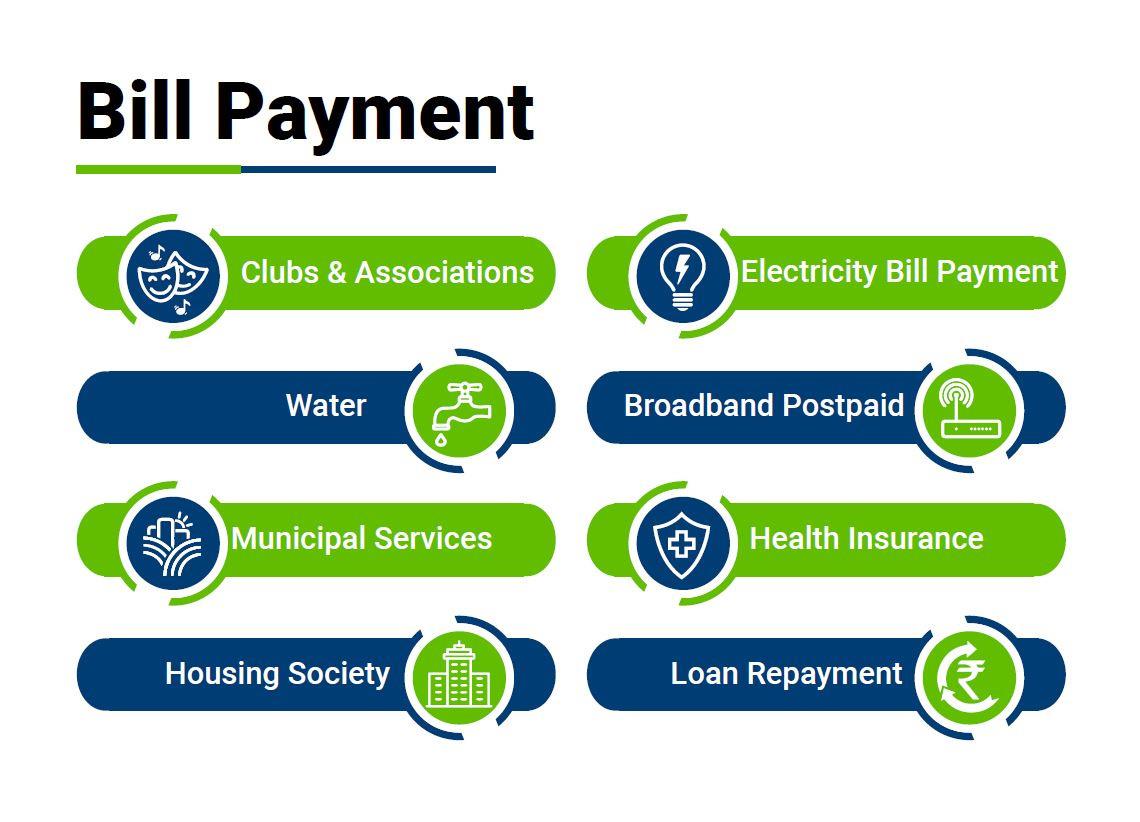 Bill Payment
Clubs & Associations
Electricity Bill Payment
Water
Broadband Postpaid
Municipal Services
Health Insurance
Housing Society
Loan Repayment